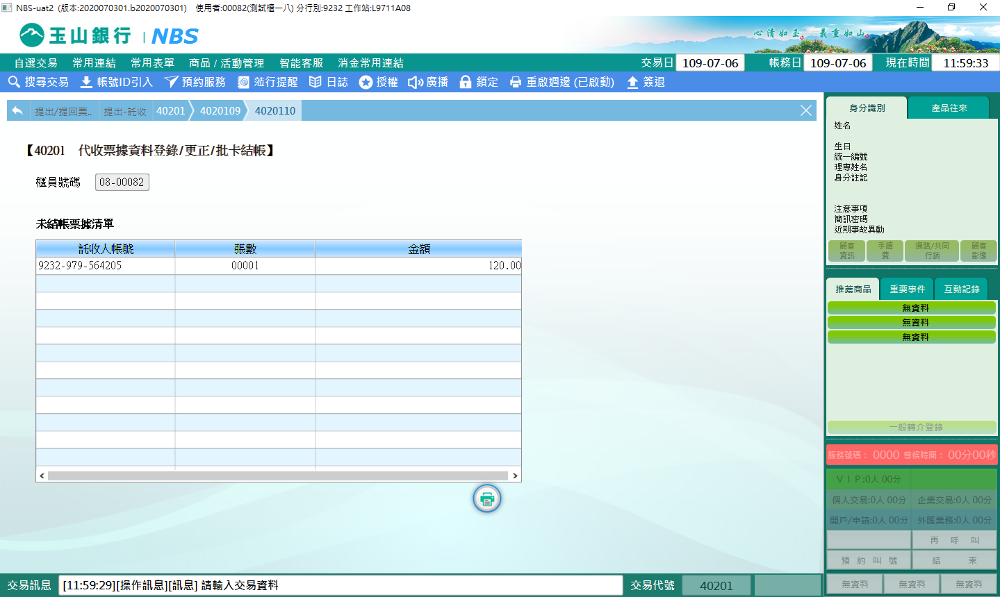 NBS-uat2 (版本:2020070301.b2020070301) 使用者:00082(測試櫃一八) 分行別:9232 工作站:L9711A08
玉山銀行 | NBS
心清如玉。 義重如山。
自選交易 常用連結 常用表單 商品 / 活動管理 智能客服 消金常用連結
交易日 109-07-06 帳務日 109-07-06 現在時間 11:59:33
搜尋交易 帳號ID引入 預約服務 蒞行提醒 日誌 授權 廣播 鎖定 重啟週邊 (已啟動) 簽退
提出/提回票.. 提出-託收 40201 4020109 4020110
【40201 代收票據資料登錄/更正/批卡結帳】
櫃員號碼 08-00082
未結帳票據清單
託收人帳號 張數 金額
9232-979-564205 00001 120.00
身分識別 產品往來
姓名
生日
統一編號
理專姓名
身分註記
注意事項
簡訊密碼
近期事故異動
顧客資訊 手續費 通路/共同行銷 顧客影像
推薦商品 重要事件 互動記錄
無資料
無資料
無資料
一般轉介登錄
服務號碼： 0000 等候時間： 00分00秒
ＶＩＰ:0人 00分
個人交易:0人 00分 企業交易:0人 00分
開戶/申請:0人 00分 外匯業務:0人 00分
再 呼 叫
預 約 叫 號 結 束
無資料 無資料 無資料
交易訊息 [11:59:29][操作訊息][訊息] 請輸入交易資料 交易代號 40201